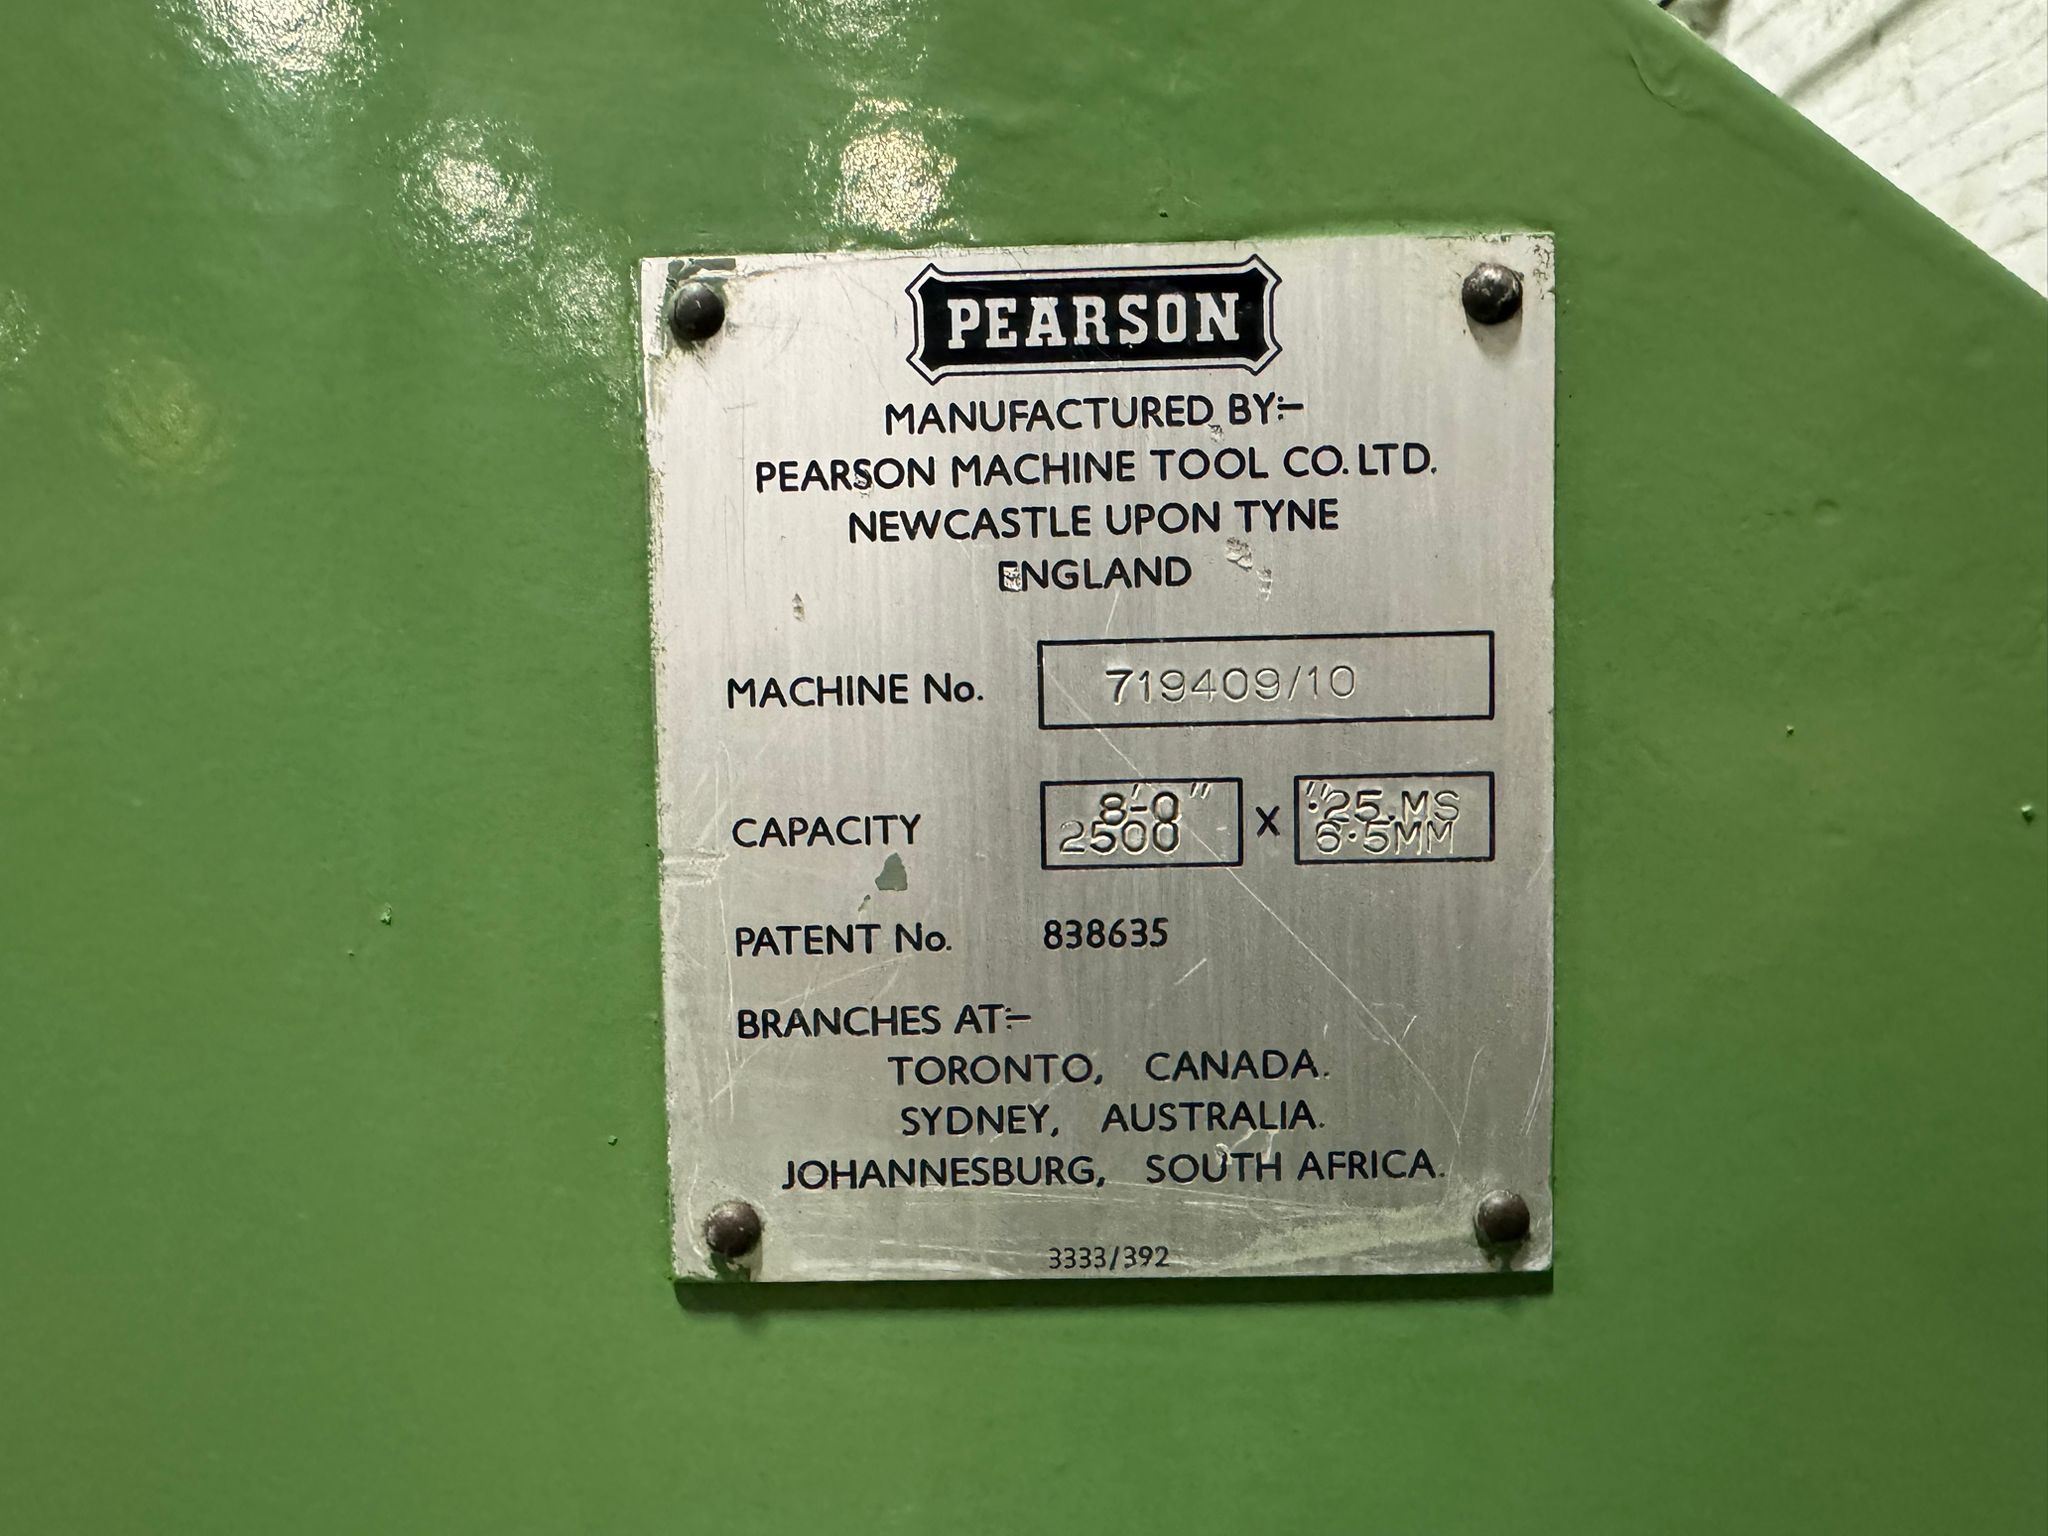 PEARSON
MANUFACTURED BY:-
PEARSON MACHINE TOOL CO. LTD.
NEWCASTLE UPON TYNE
ENGLAND
MACHINE No. 719409/10
CAPACITY 8'-0" x ·25" MS
2500 6·5MM
PATENT No. 838635
BRANCHES AT:-
TORONTO, CANADA.
SYDNEY, AUSTRALIA.
JOHANNESBURG, SOUTH AFRICA.
3333/392